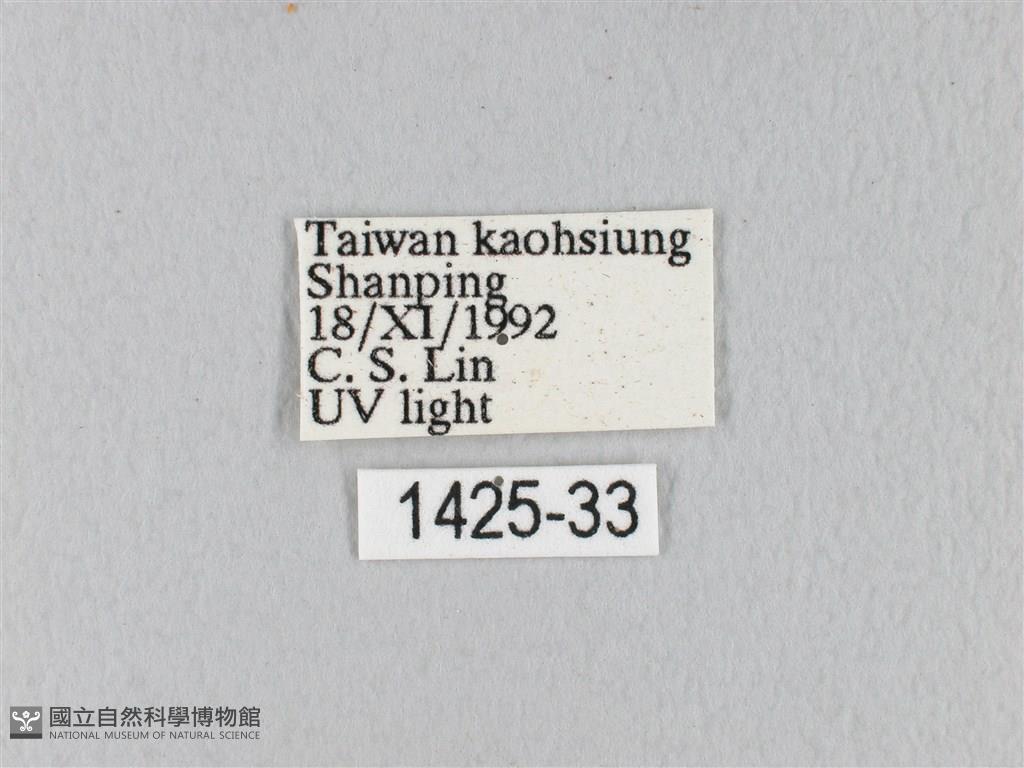 Taiwan kaohsiung
Shanping
18/XI/1992
C. S. Lin
UV light
1425-33
國立自然科學博物館
NATIONAL MUSEUM OF NATURAL SCIENCE